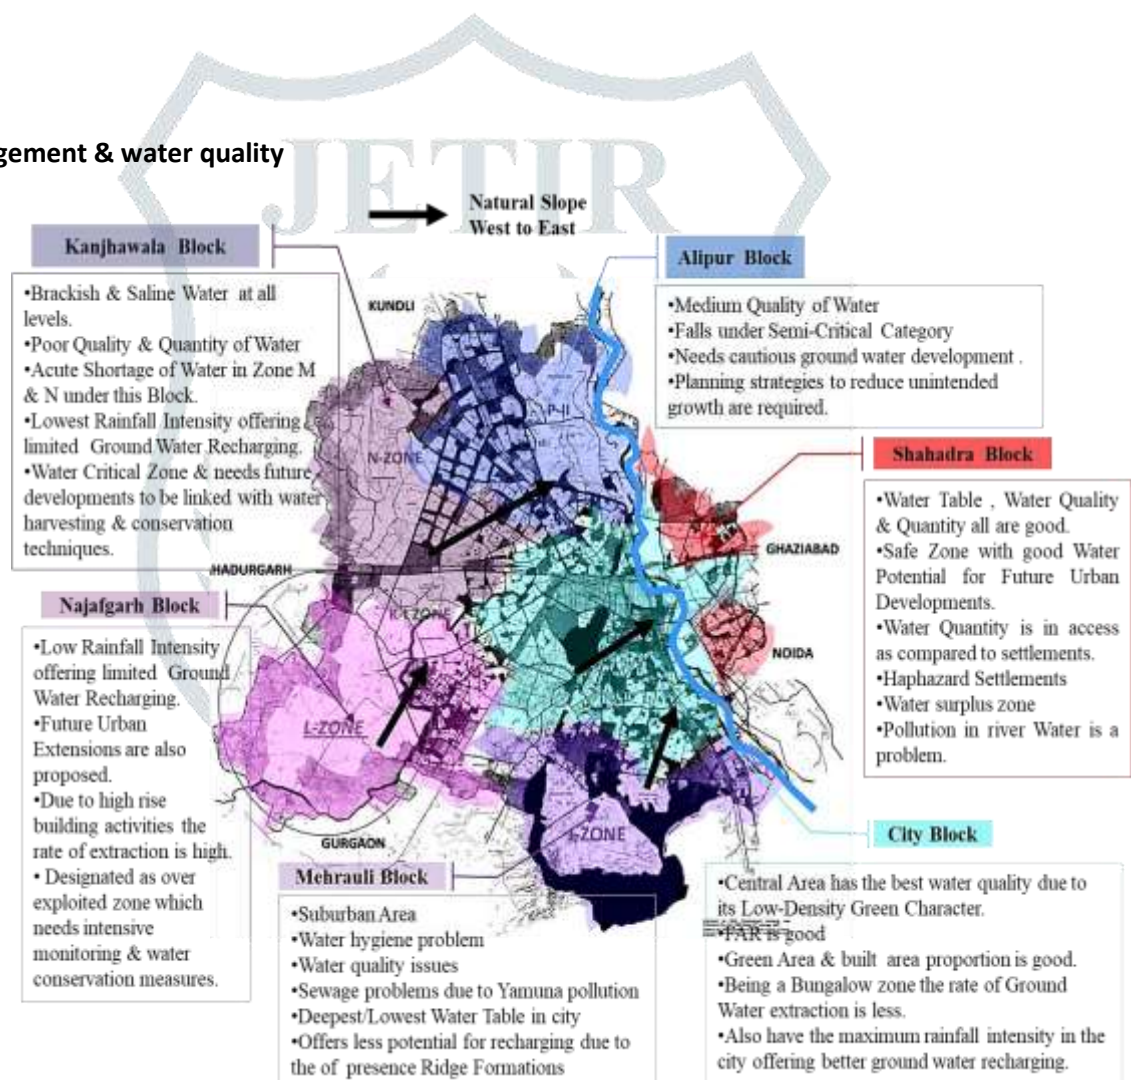 JETIR
gement & water quality
Natural Slope
West to East
Kanjhawala Block
•Brackish & Saline Water at all
levels.
•Poor Quality & Quantity of Water
•Acute Shortage of Water in Zone M
& N under this Block.
•Lowest Rainfall Intensity offering
limited Ground Water Recharging.
•Water Critical Zone & needs future
developments to be linked with water
harvesting & conservation
techniques.
Alipur Block
•Medium Quality of Water
•Falls under Semi-Critical Category
•Needs cautious ground water development .
•Planning strategies to reduce unintended
growth are required.
KUNDLI
P-II
N-ZONE
HADURGARH
GHAZIABAD
NOIDA
L-ZONE
GURGAON
J-ZONE
Shahadra Block
•Water Table , Water Quality
& Quantity all are good.
•Safe Zone with good Water
Potential for Future Urban
Developments.
•Water Quantity is in access
as compared to settlements.
•Haphazard Settlements
•Water surplus zone
•Pollution in river Water is a
problem.
Najafgarh Block
•Low Rainfall Intensity
offering limited Ground
Water Recharging.
•Future Urban
Extensions are also
proposed.
•Due to high rise
building activities the
rate of extraction is high.
• Designated as over
exploited zone which
needs intensive
monitoring & water
conservation measures.
Mehrauli Block
•Suburban Area
•Water hygiene problem
•Water quality issues
•Sewage problems due to Yamuna pollution
•Deepest/Lowest Water Table in city
•Offers less potential for recharging due to
the of presence Ridge Formations
City Block
•Central Area has the best water quality due to
its Low-Density Green Character.
•FAR is good
•Green Area & built area proportion is good.
•Being a Bungalow zone the rate of Ground
Water extraction is less.
•Also have the maximum rainfall intensity in the
city offering better ground water recharging.